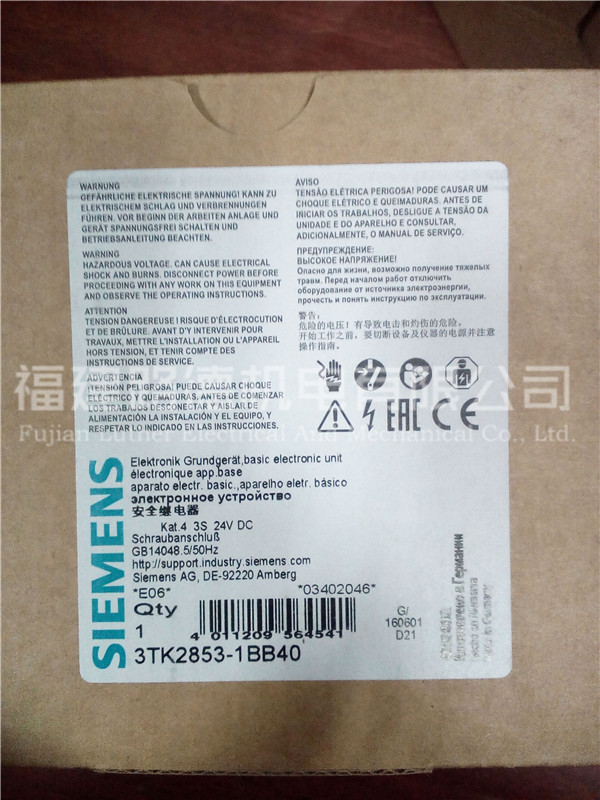 WARNUNG
GEFÄHRLICHE ELEKTRISCHE SPANNUNG! KANN ZU
ELEKTRISCHEM SCHLAG UND VERBRENNUNGEN
FÜHREN. VOR BEGINN DER ARBEITEN ANLAGE UND
GERÄT SPANNUNGSFREI SCHALTEN UND
BETRIEBSANLEITUNG BEACHTEN.
WARNING
HAZARDOUS VOLTAGE. CAN CAUSE ELECTRICAL
SHOCK AND BURNS. DISCONNECT POWER BEFORE
PROCEEDING WITH ANY WORK ON THIS EQUIPMENT
AND OBSERVE THE OPERATING INSTRUCTIONS.
ATTENTION
TENSION DANGEREUSE ! RISQUE D'ÉLECTROCUTION
ET DE BRÛLURE. AVANT D'Y INTERVENIR POUR
TRAVAUX, METTRE L'INSTALLATION OU L'APPAREIL
HORS TENSION, ET TENIR COMPTE DES
INSTRUCTIONS DE SERVICE.
ADVERTENCIA
¡TENSIÓN PELIGROSA! PUEDE CAUSAR CHOQUE
ELÉCTRICO Y QUEMADURAS. ANTES DE COMENZAR
LOS TRABAJOS DESCONECTAR Y AISLAR DE
ALIMENTACIÓN LA INSTALACIÓN Y EL EQUIPO, Y
RESPETAR LO INDICADO EN LAS INSTRUCCIONES.
AVISO
TENSÃO ELÉTRICA PERIGOSA! PODE CAUSAR UM
CHOQUE ELÉTRICO E QUEIMADURAS. ANTES DE
INICIAR OS TRABALHOS, DESLIGUE A TENSÃO DA
UNIDADE E DO APARELHO E CONSULTAR,
ADICIONALMENTE, O MANUAL DE SERVIÇO.
ПРЕДУПРЕЖДЕНИЕ:
ВЫСОКОЕ НАПРЯЖЕНИЕ.
Опасно для жизни, возможно получение тяжелых
травм. Перед началом работ отключить
оборудование от источника электроэнергии,
прочесть и понять инструкцию по эксплуатации.
警告:
危险的电压! 有导致电击和灼伤的危险。
开始工作之前, 要切断设备及仪器的电源并注意
操作指南。
EAC CE
Fujian Luther Electrical And Mechanical Co., Ltd.
SIEMENS
Elektronik Grundgerät,basic electronic unit
électronique app.base
aparato electr. basic.,aparelho eletr. básico
электронное устройство
安全继电器
Kat.4 3S 24V DC
Schraubanschluß
GB14048.5/50Hz
http://support.industry.siemens.com
Siemens AG, DE-92220 Amberg
*E06* *03402046*
Qty
1
4 011209 564541
G/
160601
D21
3TK2853-1BB40